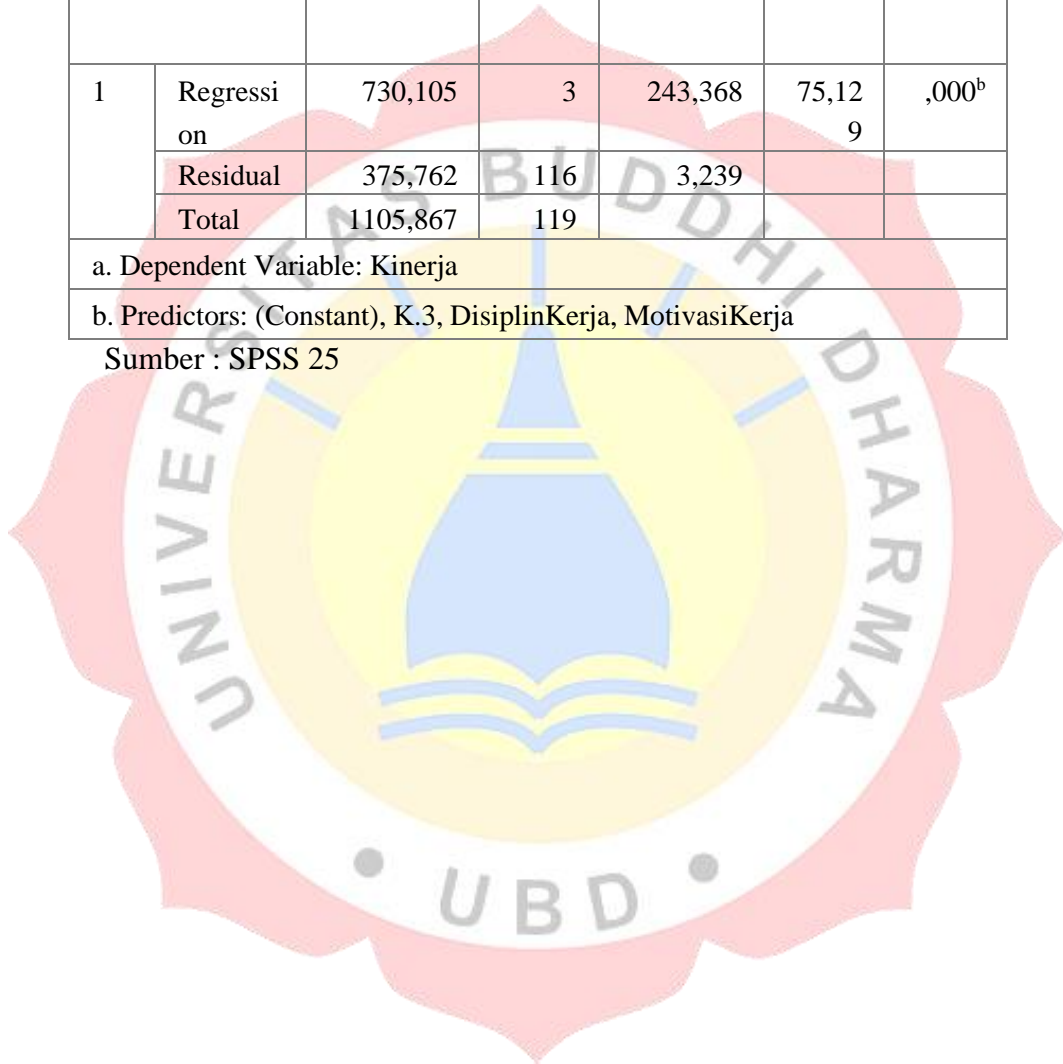 1 Regressi 730,105 3 243,368 75,12 ,000ᵇ
on 9
Residual 375,762 116 3,239
Total 1105,867 119
a. Dependent Variable: Kinerja
b. Predictors: (Constant), K.3, DisiplinKerja, MotivasiKerja
Sumber : SPSS 25
UNIVERSITAS BUDDHI DHARMA
• UBD •